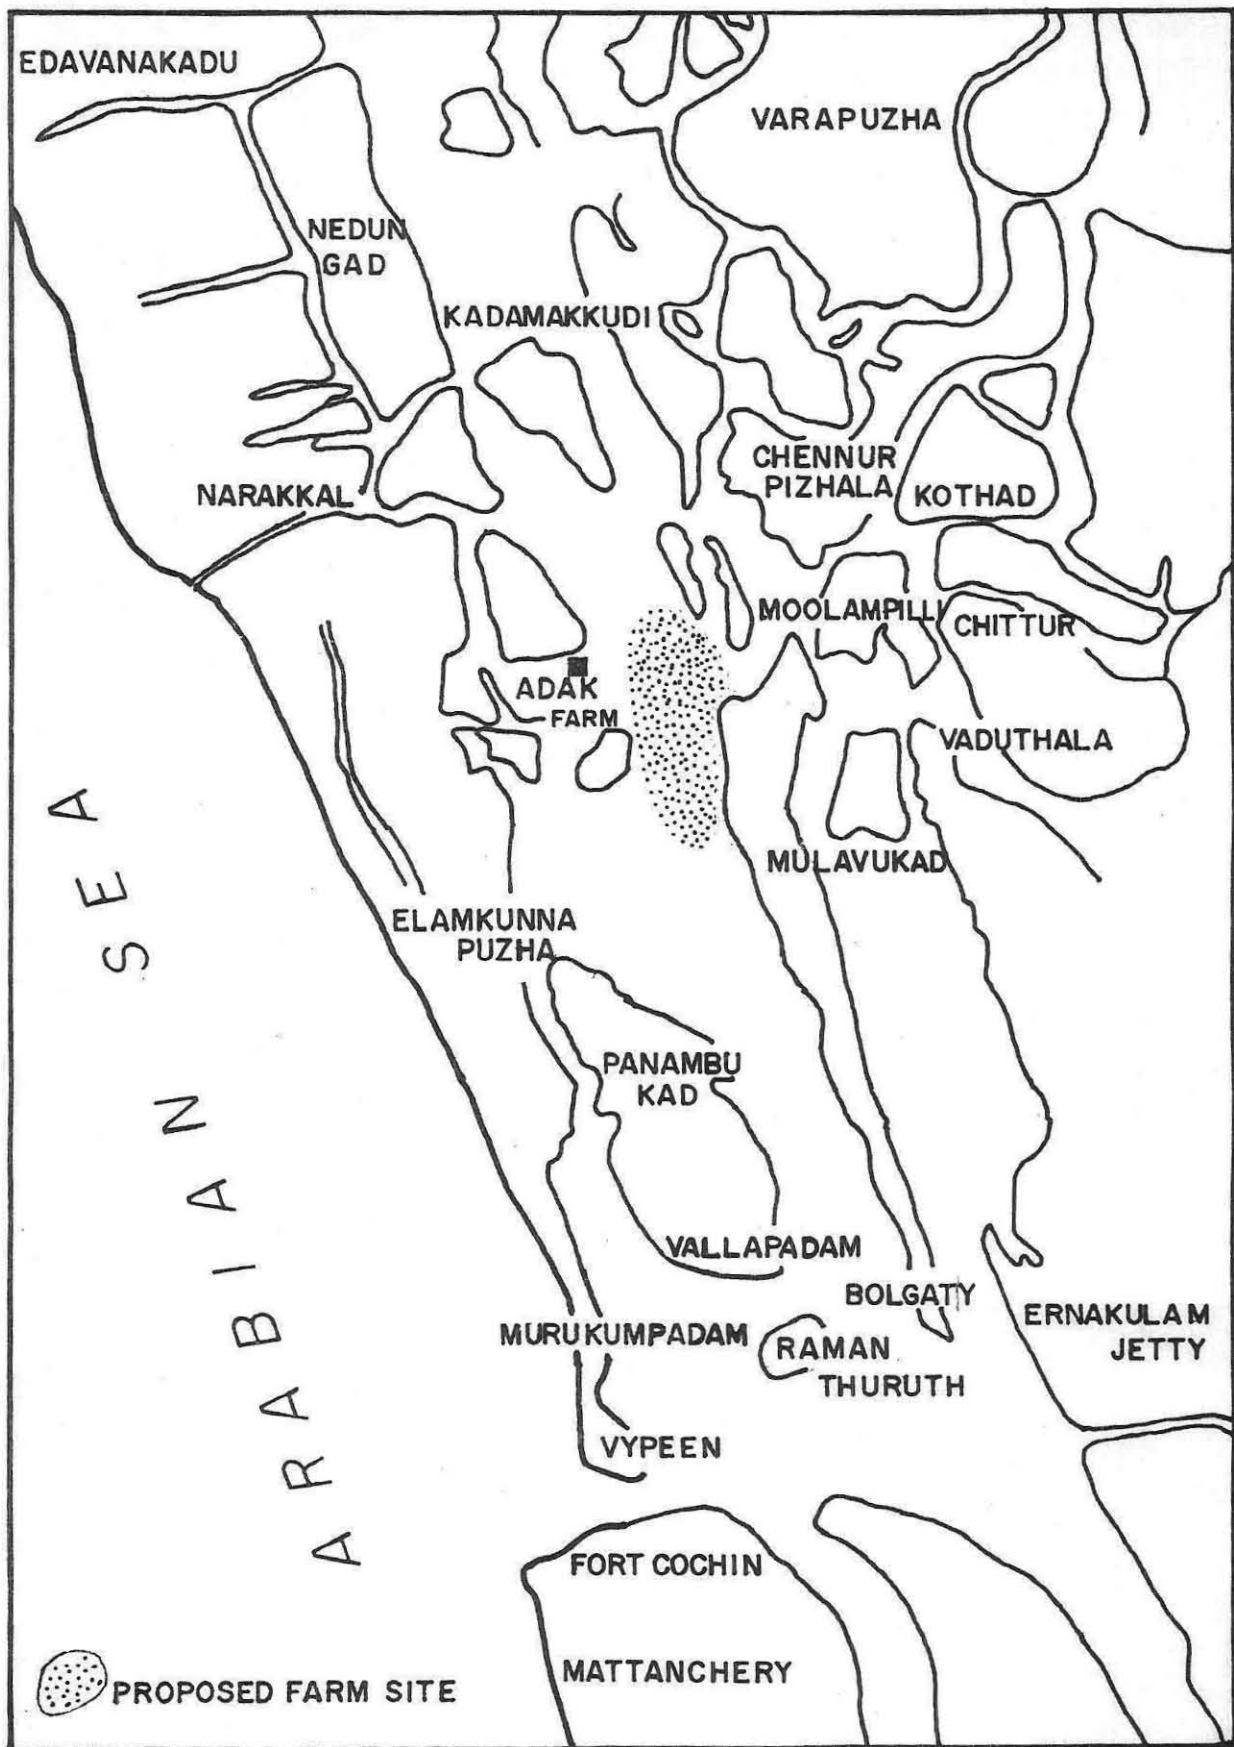 EDAVANAKADU
VARAPUZHA
NEDUN
GAD
KADAMAKKUDI
CHENNUR
PIZHALA
KOTHAD
NARAKKAL
MOOLAMPILLI
CHITTUR
ADAK
FARM
VADUTHALA
MULAVUKAD
ELAMKUNNA
PUZHA
PANAMBU
KAD
VALLAPADAM
BOLGATY
MURUKUMPADAM
RAMAN
THURUTH
ERNAKULAM
JETTY
VYPEEN
ARABIAN SEA
FORT COCHIN
MATTANCHERY
PROPOSED FARM SITE